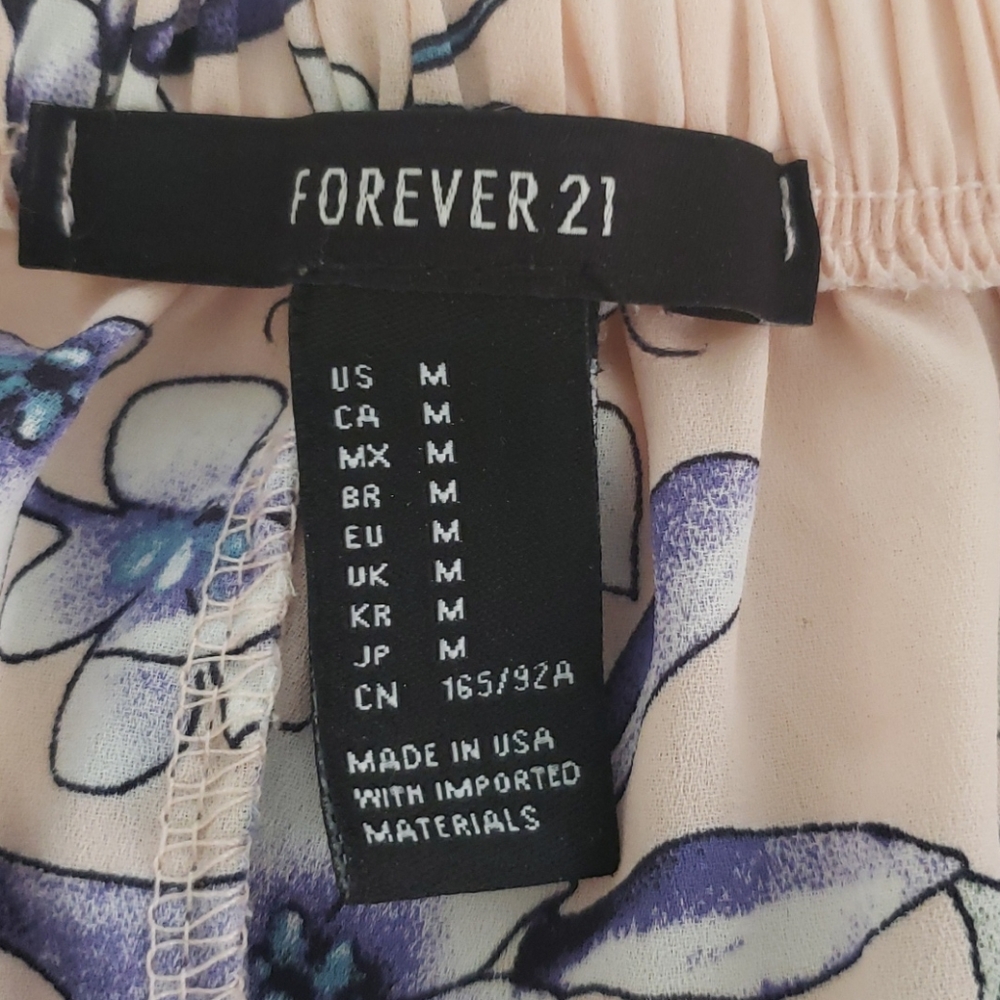 FOREVER 21
US M
CA M
MX M
BR M
EU M
UK M
KR M
JP M
CN 165/92A
MADE IN USA
WITH IMPORTED
MATERIALS